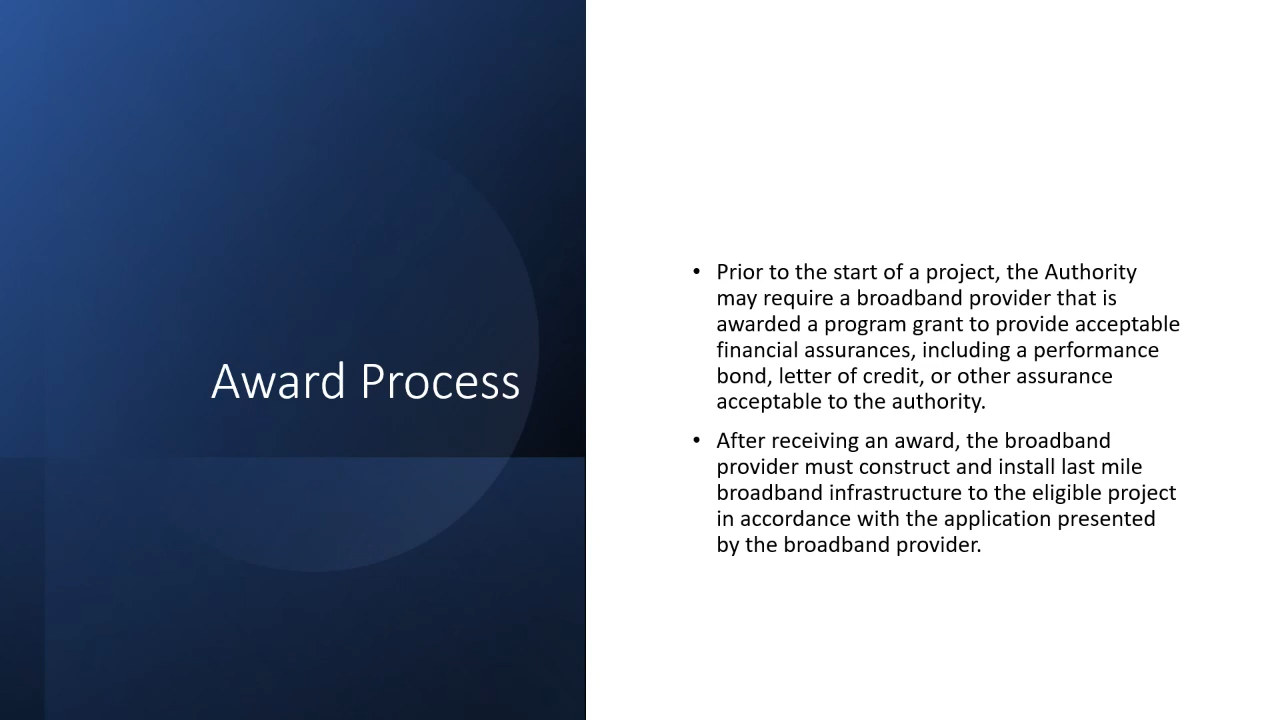 Award Process
• Prior to the start of a project, the Authority
may require a broadband provider that is
awarded a program grant to provide acceptable
financial assurances, including a performance
bond, letter of credit, or other assurance
acceptable to the authority.
• After receiving an award, the broadband
provider must construct and install last mile
broadband infrastructure to the eligible project
in accordance with the application presented
by the broadband provider.